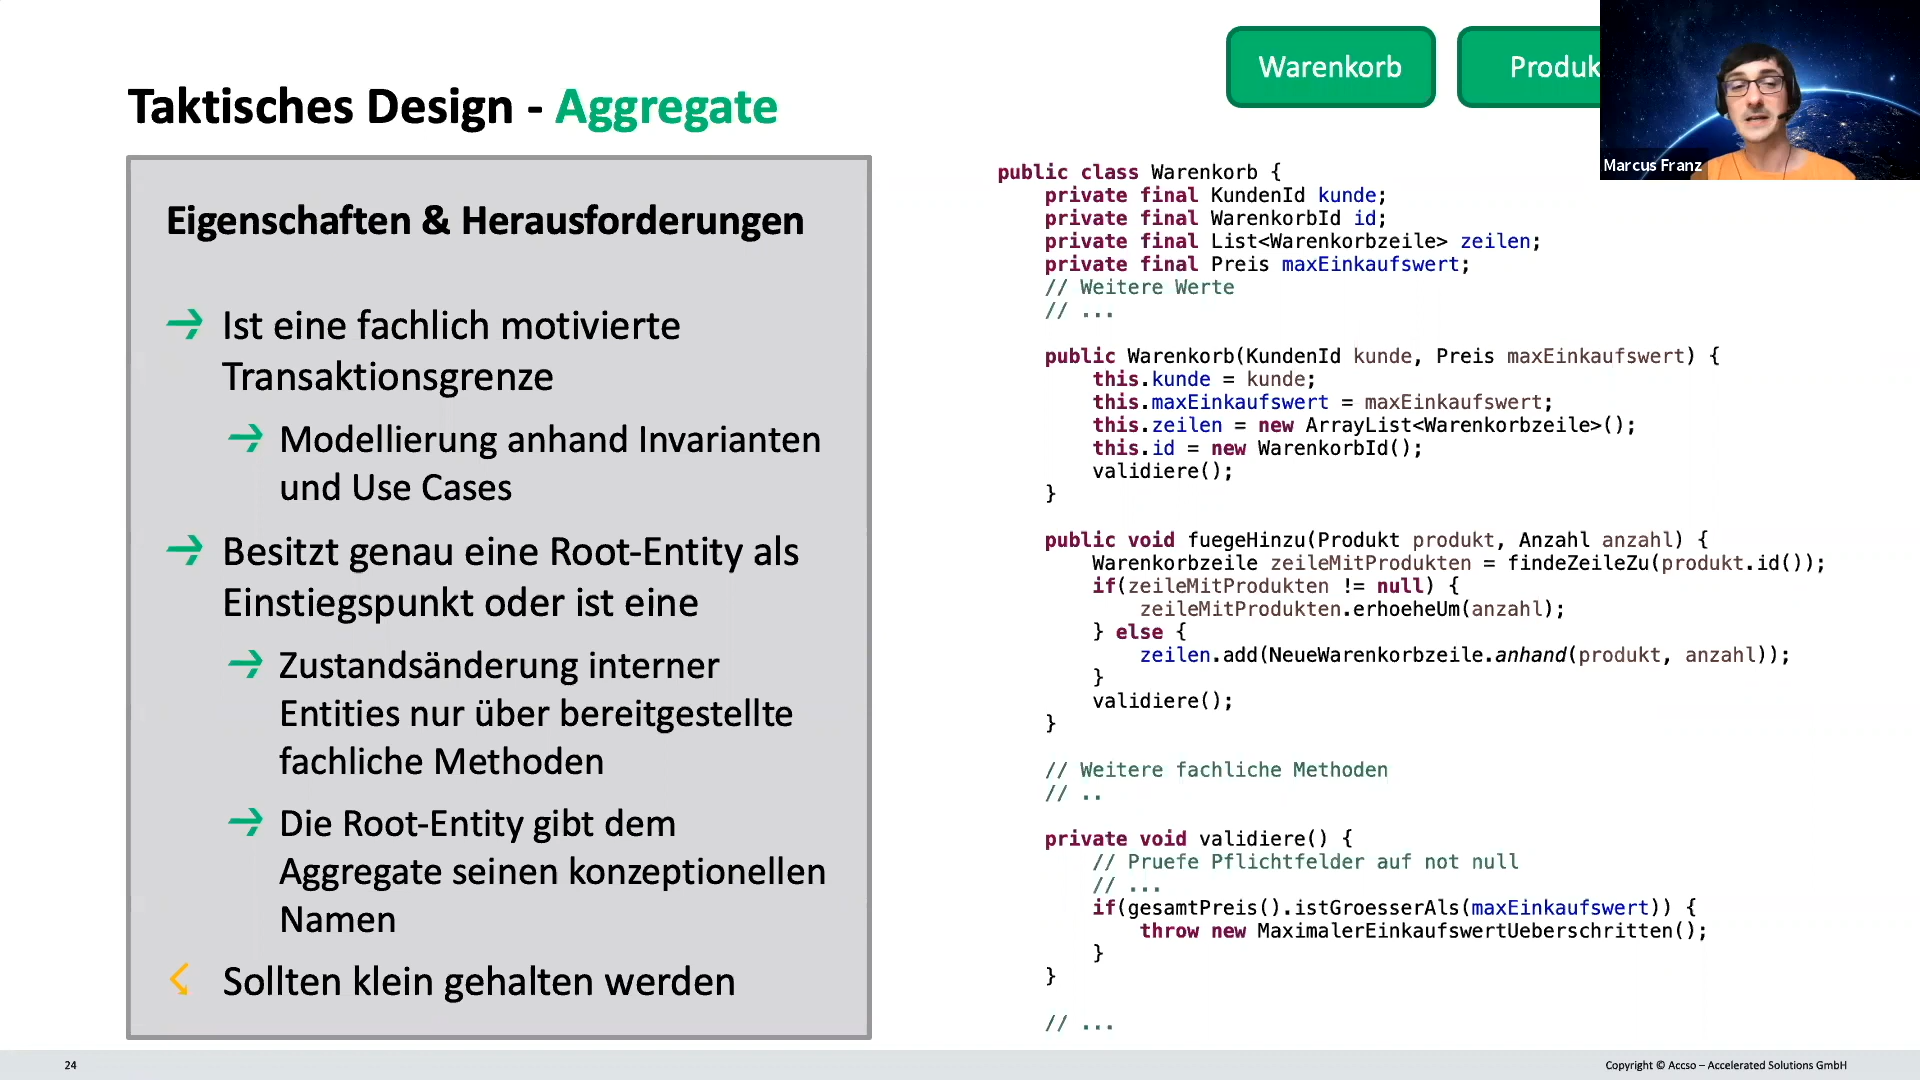 Warenkorb
Produk
Marcus Franz
Taktisches Design - Aggregate
Eigenschaften & Herausforderungen
Ist eine fachlich motivierte
Transaktionsgrenze
Modellierung anhand Invarianten
und Use Cases
Besitzt genau eine Root-Entity als
Einstiegspunkt oder ist eine
Zustandsänderung interner
Entities nur über bereitgestellte
fachliche Methoden
Die Root-Entity gibt dem
Aggregate seinen konzeptionellen
Namen
Sollten klein gehalten werden
public class Warenkorb {
private final KundenId kunde;
private final WarenkorbId id;
private final List<Warenkorbzeile> zeilen;
private final Preis maxEinkaufswert;
// Weitere Werte
// ...
public Warenkorb(KundenId kunde, Preis maxEinkaufswert) {
this.kunde = kunde;
this.maxEinkaufswert = maxEinkaufswert;
this.zeilen = new ArrayList<Warenkorbzeile>();
this.id = new WarenkorbId();
validiere();
}
public void fuegeHinzu(Produkt produkt, Anzahl anzahl) {
Warenkorbzeile zeileMitProdukten = findeZeileZu(produkt.id());
if(zeileMitProdukten != null) {
zeileMitProdukten.erhoeheUm(anzahl);
} else {
zeilen.add(NeueWarenkorbzeile.anhand(produkt, anzahl));
}
validiere();
}
// Weitere fachliche Methoden
// ..
private void validiere() {
// Pruefe Pflichtfelder auf not null
// ...
if(gesamtPreis().istGroesserAls(maxEinkaufswert)) {
throw new MaximalerEinkaufswertUeberschritten();
}
}
// ...
24
Copyright © Accso – Accelerated Solutions GmbH